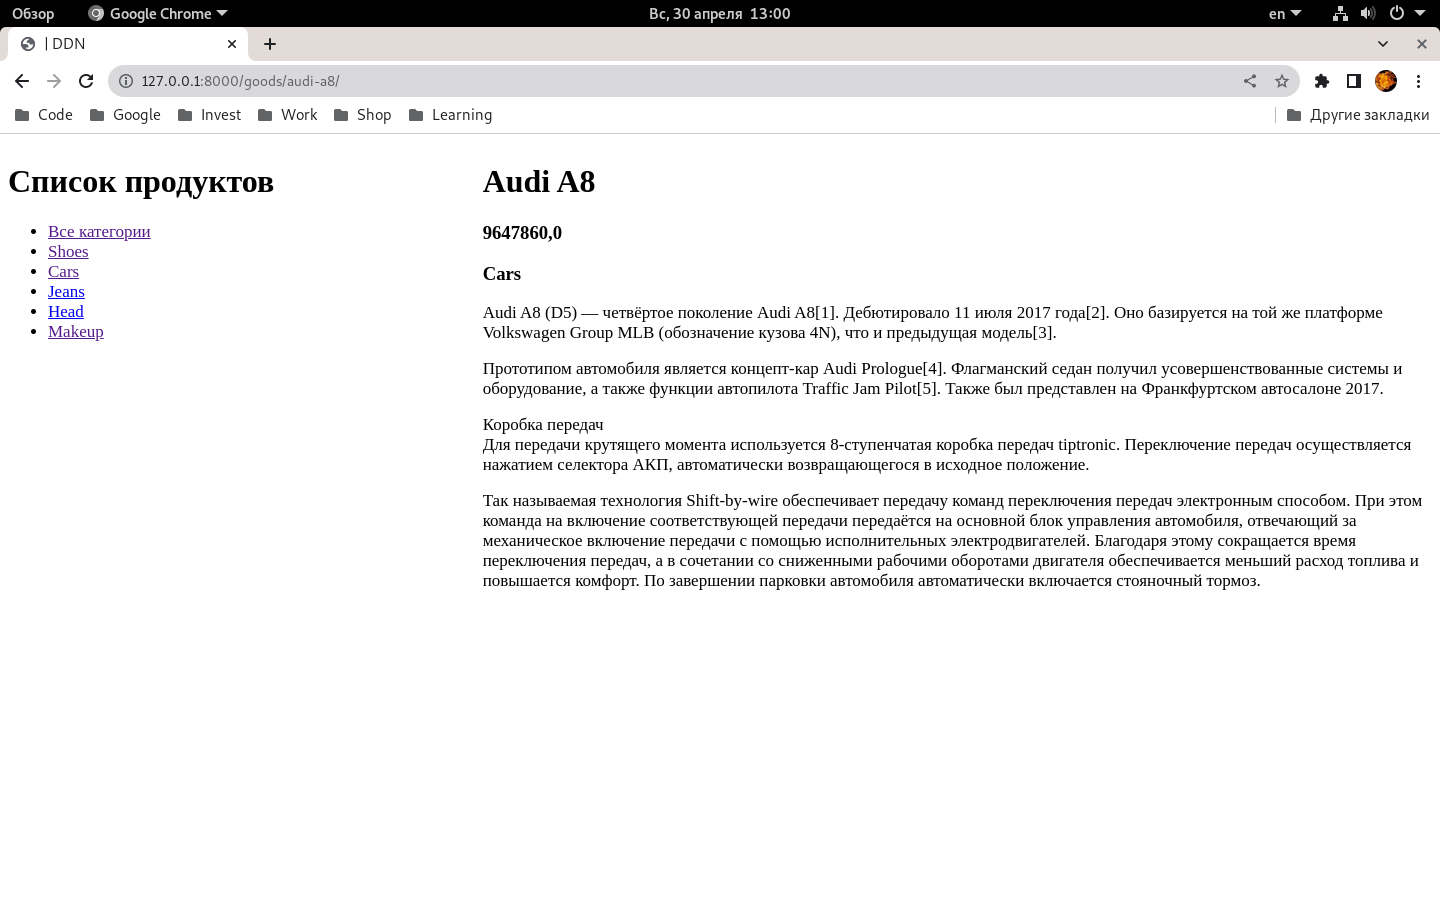 Обзор
Google Chrome
Вс, 30 апреля 13:00
en
| DDN
127.0.0.1:8000/goods/audi-a8/
Code
Google
Invest
Work
Shop
Learning
Другие закладки
Список продуктов
Все категории
Shoes
Cars
Jeans
Head
Makeup
Audi A8
9647860,0
Cars
Audi A8 (D5) — четвёртое поколение Audi A8[1]. Дебютировало 11 июля 2017 года[2]. Оно базируется на той же платформе
Volkswagen Group MLB (обозначение кузова 4N), что и предыдущая модель[3].
Прототипом автомобиля является концепт-кар Audi Prologue[4]. Флагманский седан получил усовершенствованные системы и
оборудование, а также функции автопилота Traffic Jam Pilot[5]. Также был представлен на Франкфуртском автосалоне 2017.
Коробка передач
Для передачи крутящего момента используется 8-ступенчатая коробка передач tiptronic. Переключение передач осуществляется
нажатием селектора АКП, автоматически возвращающегося в исходное положение.
Так называемая технология Shift-by-wire обеспечивает передачу команд переключения передач электронным способом. При этом
команда на включение соответствующей передачи передаётся на основной блок управления автомобиля, отвечающий за
механическое включение передачи с помощью исполнительных электродвигателей. Благодаря этому сокращается время
переключения передач, а в сочетании со сниженными рабочими оборотами двигателя обеспечивается меньший расход топлива и
повышается комфорт. По завершении парковки автомобиля автоматически включается стояночный тормоз.